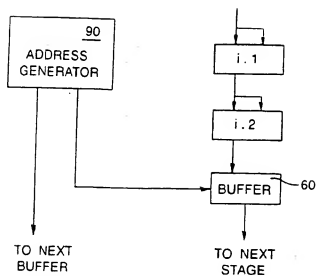 90
ADDRESS
GENERATOR
i.1
i.2
BUFFER
60
TO NEXT
BUFFER
TO NEXT
STAGE